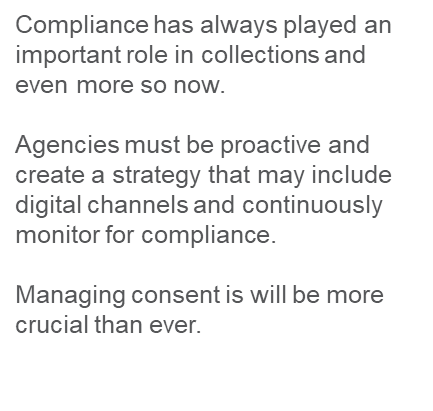 Compliance has always played an
important role in collections and
even more so now.
Agencies must be proactive and
create a strategy that may include
digital channels and continuously
monitor for compliance.
Managing consent is will be more
crucial than ever.